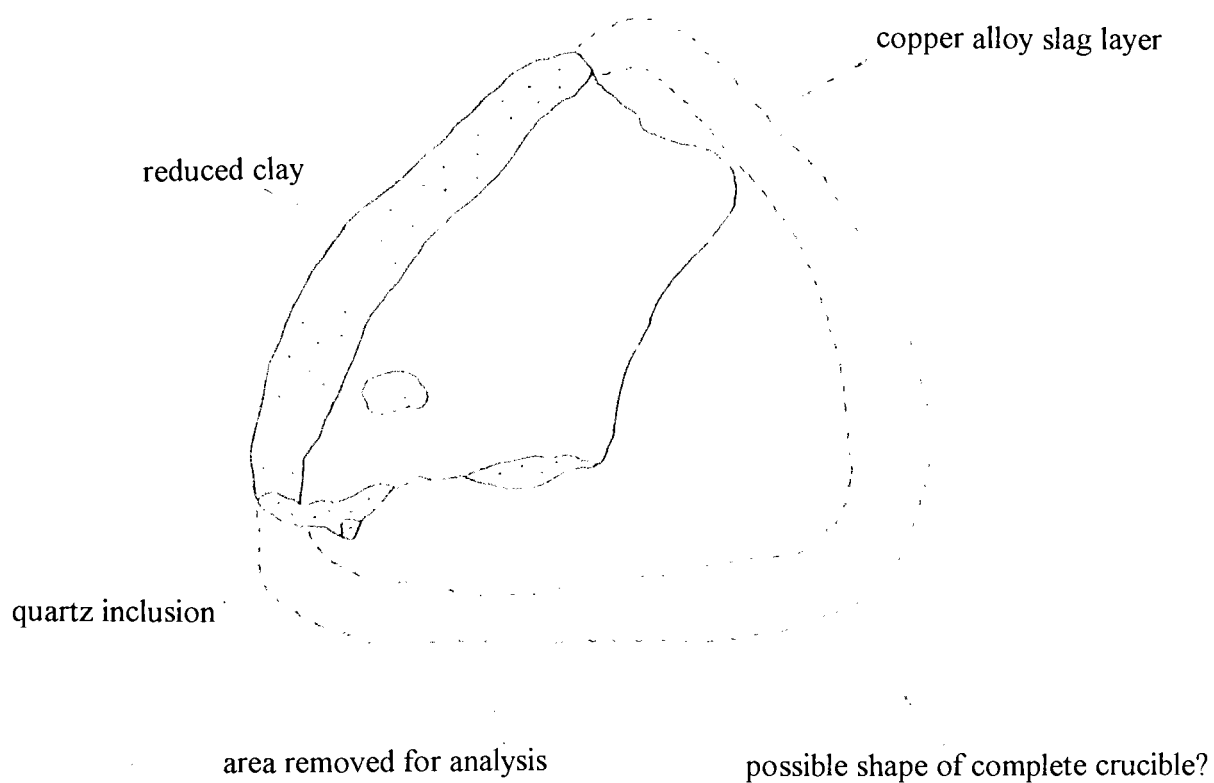 copper alloy slag layer
reduced clay
quartz inclusion
area removed for analysis
possible shape of complete crucible?